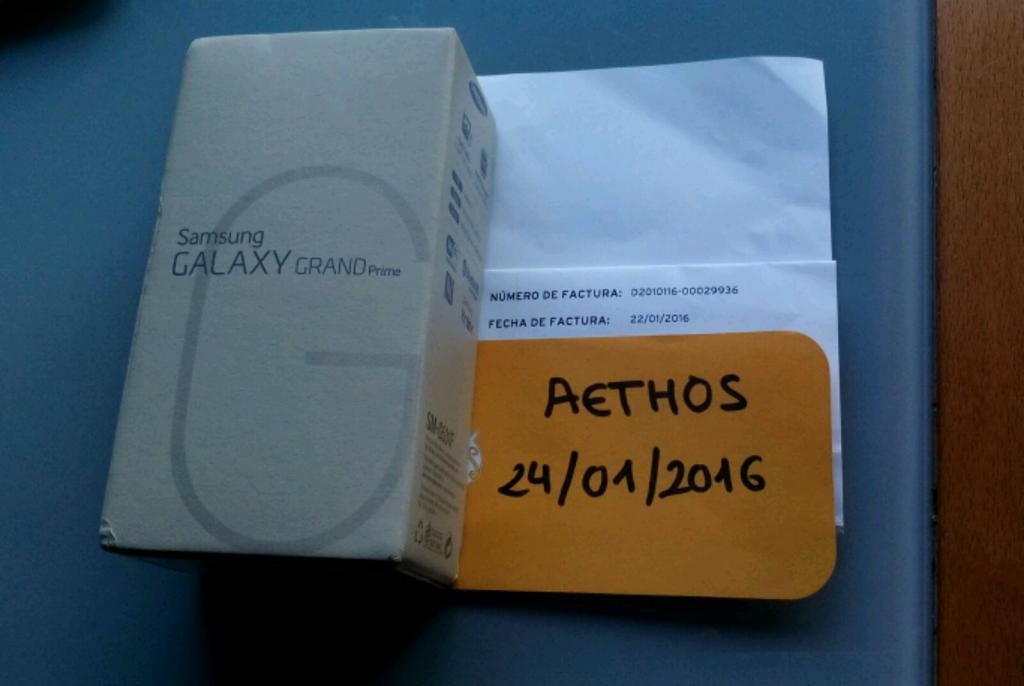 Samsung
GALAXY GRAND Prime
NÚMERO DE FACTURA: 02010116-00029936
FECHA DE FACTURA: 22/01/2016
AETHOS
24/01/2016